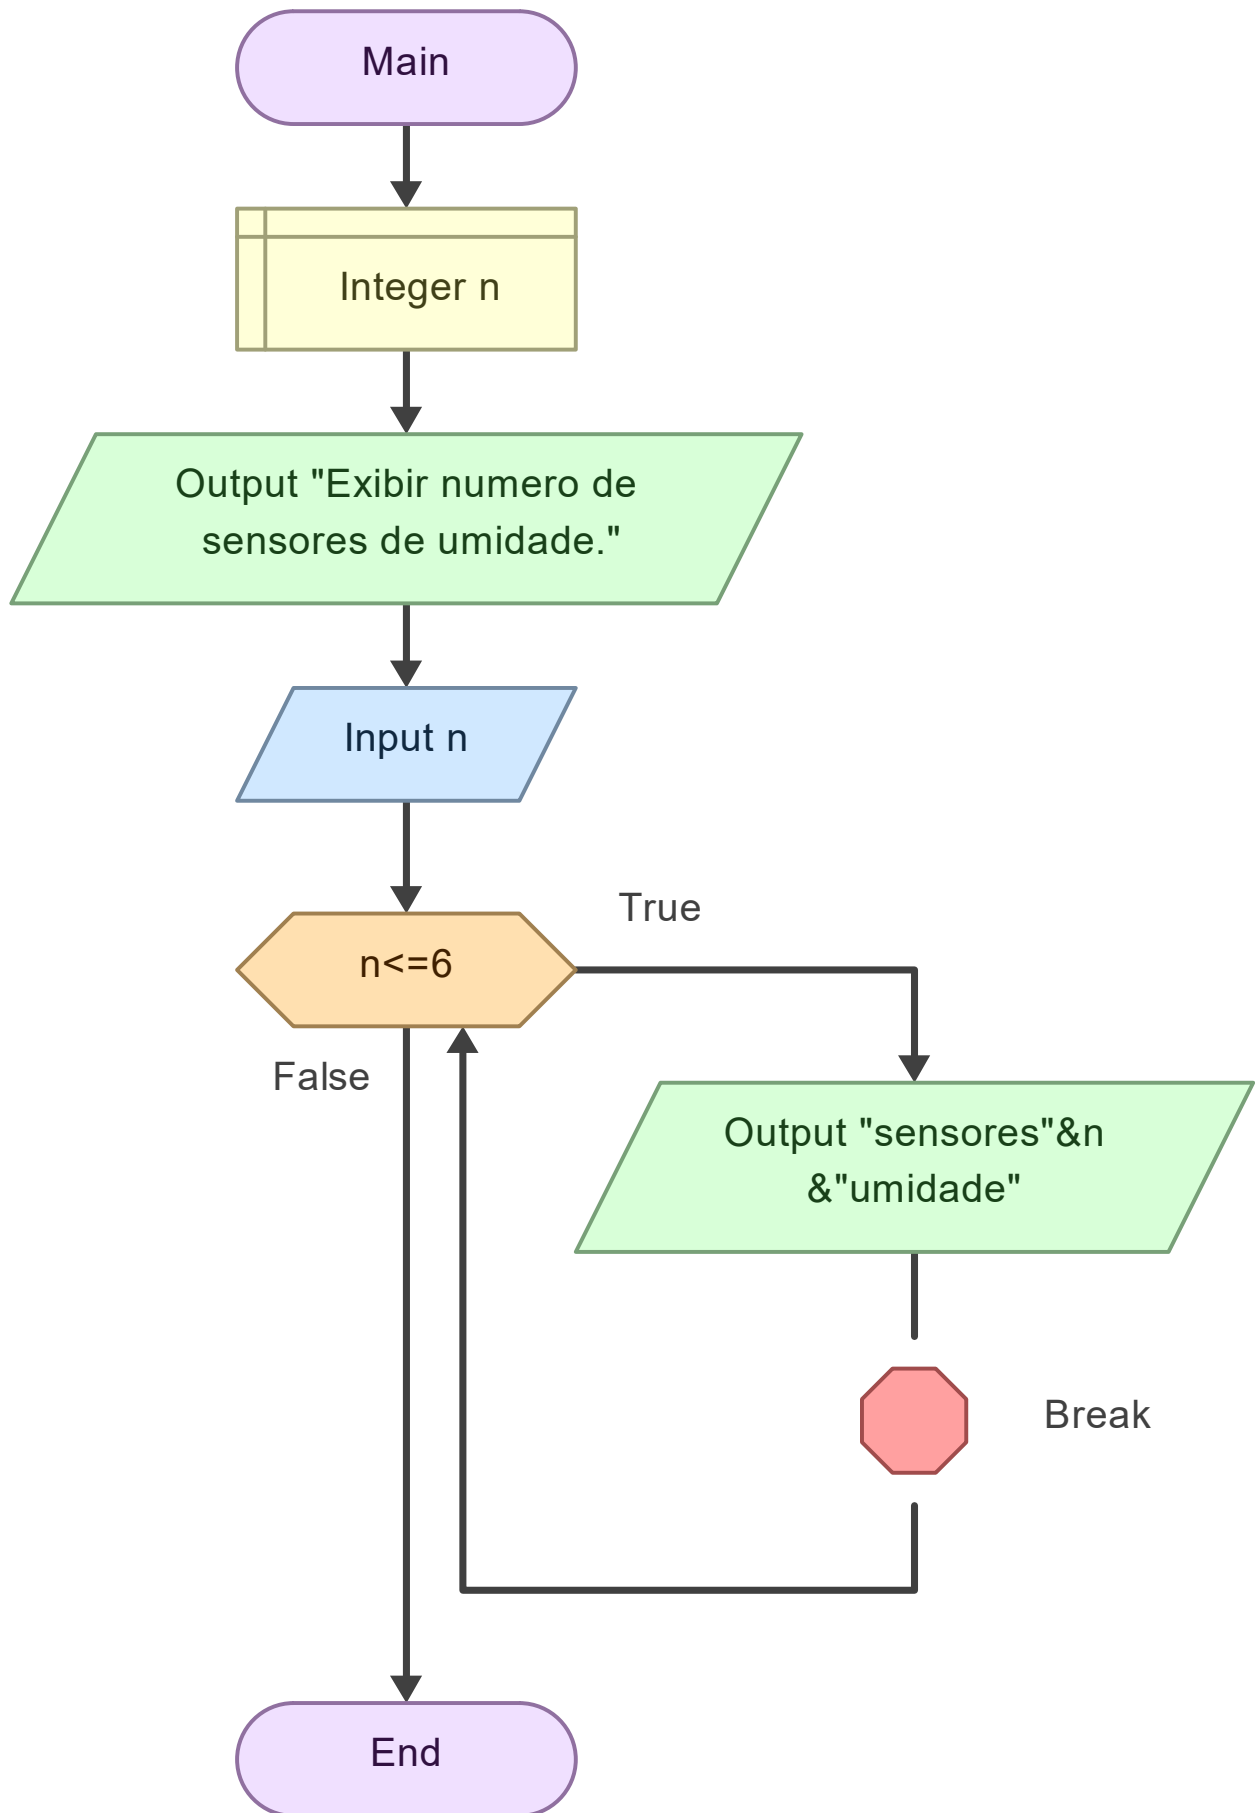 Main
Integer n
Output "Exibir numero de
sensores de umidade."
Input n
n<=6
True
False
Output "sensores"&n
&"umidade"
Break
End